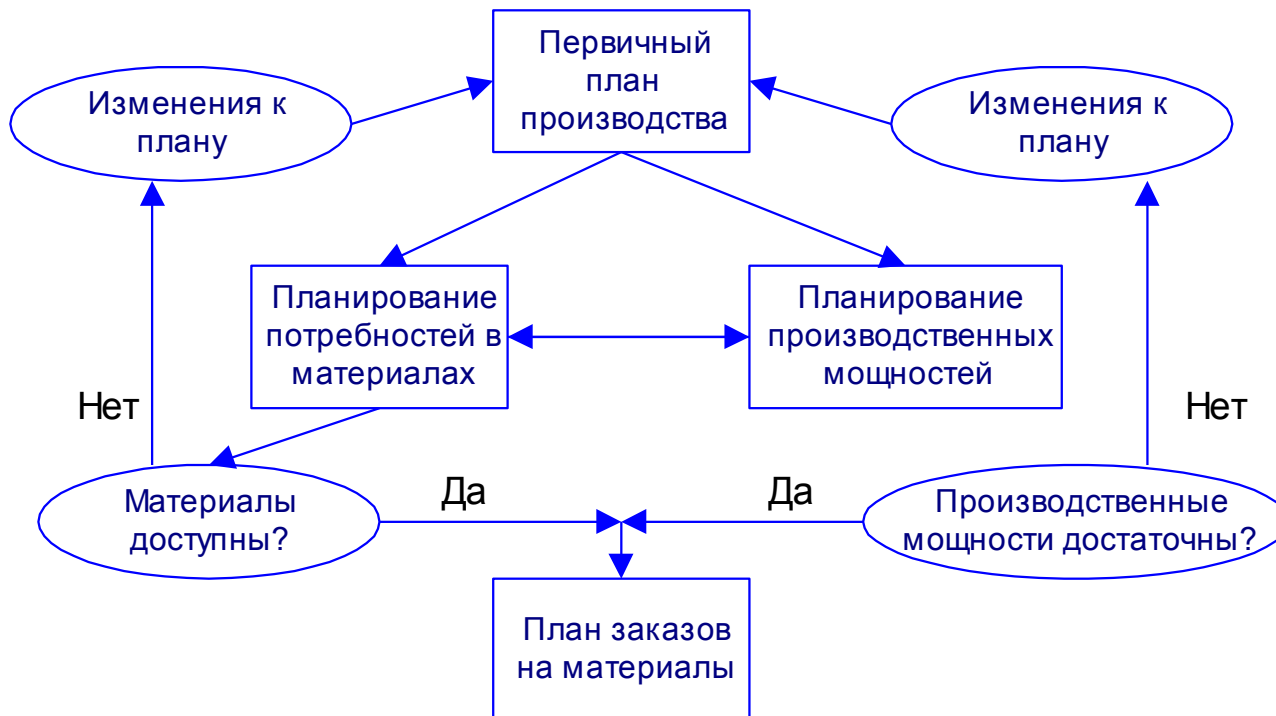 Первичный
план
производства
Изменения к
плану
Изменения к
плану
Планирование
потребностей в
материалах
Планирование
производственных
мощностей
Нет
Нет
Материалы
доступны?
Да
Да
Производственные
мощности достаточны?
План заказов
на материалы